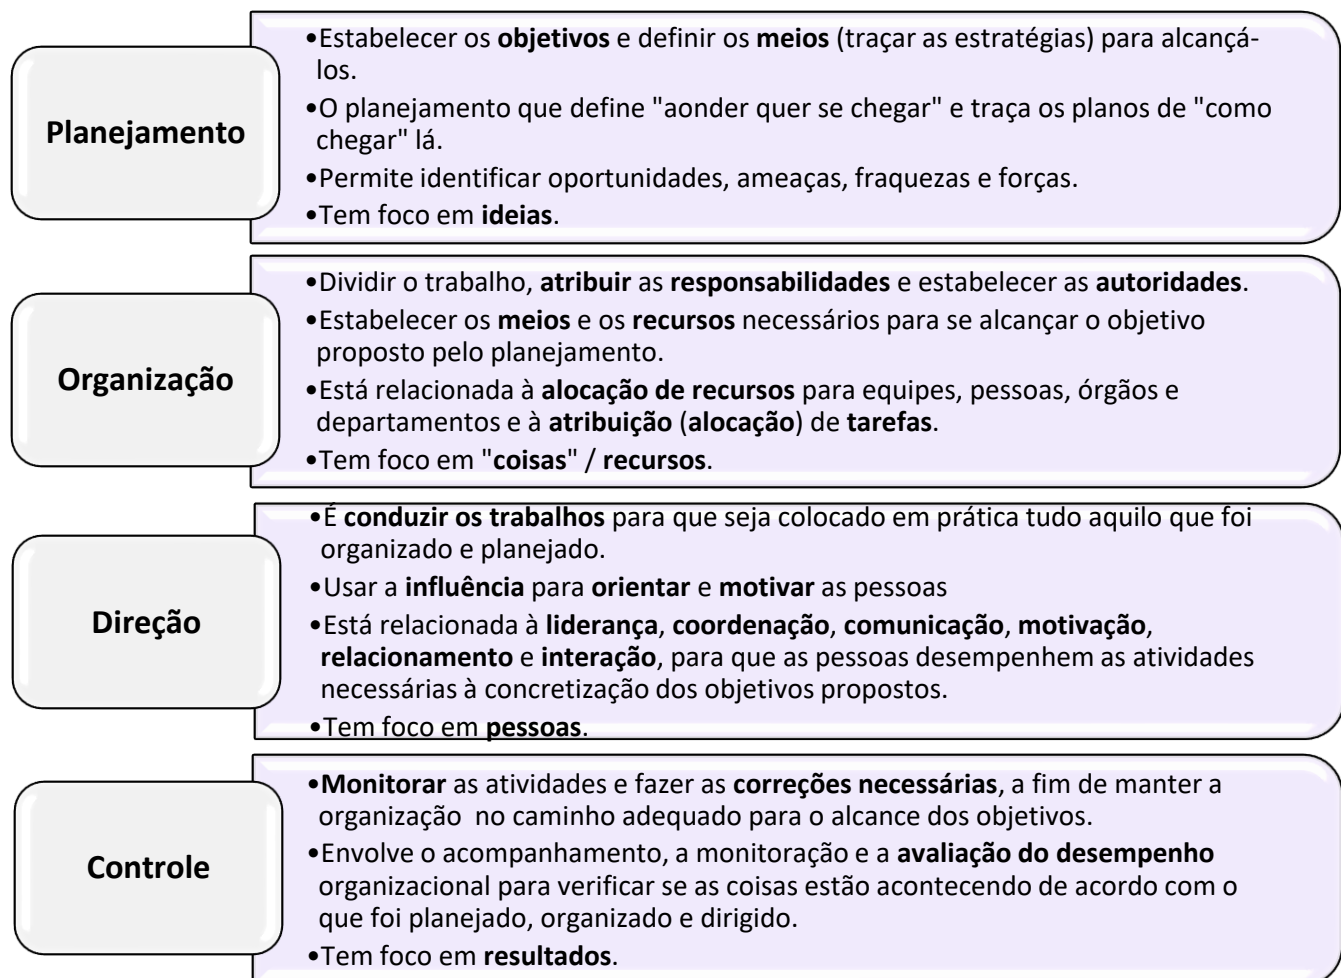 Planejamento
•Estabelecer os objetivos e definir os meios (traçar as estratégias) para alcançá-
los.
•O planejamento que define "aonder quer se chegar" e traça os planos de "como
chegar" lá.
•Permite identificar oportunidades, ameaças, fraquezas e forças.
•Tem foco em ideias.
Organização
•Dividir o trabalho, atribuir as responsabilidades e estabelecer as autoridades.
•Estabelecer os meios e os recursos necessários para se alcançar o objetivo
proposto pelo planejamento.
•Está relacionada à alocação de recursos para equipes, pessoas, órgãos e
departamentos e à atribuição (alocação) de tarefas.
•Tem foco em "coisas" / recursos.
Direção
•É conduzir os trabalhos para que seja colocado em prática tudo aquilo que foi
organizado e planejado.
•Usar a influência para orientar e motivar as pessoas
•Está relacionada à liderança, coordenação, comunicação, motivação,
relacionamento e interação, para que as pessoas desempenhem as atividades
necessárias à concretização dos objetivos propostos.
•Tem foco em pessoas.
Controle
•Monitorar as atividades e fazer as correções necessárias, a fim de manter a
organização no caminho adequado para o alcance dos objetivos.
•Envolve o acompanhamento, a monitoração e a avaliação do desempenho
organizacional para verificar se as coisas estão acontecendo de acordo com o
que foi planejado, organizado e dirigido.
•Tem foco em resultados.